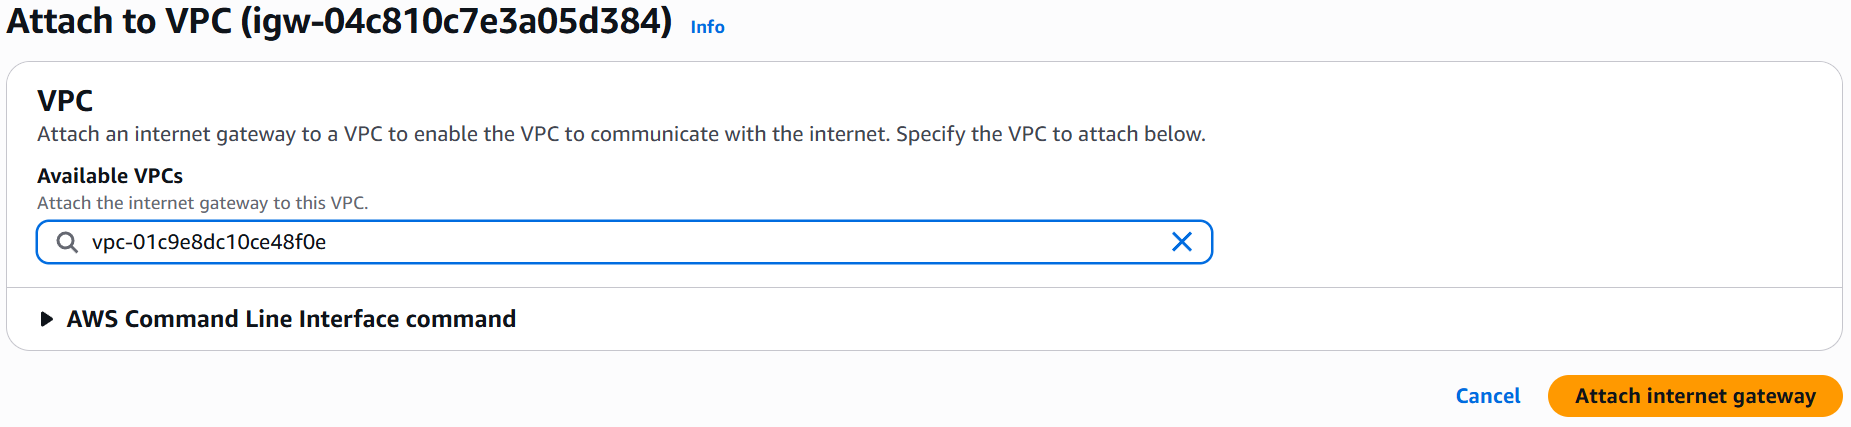 Attach to VPC (igw-04c810c7e3a05d384) Info
VPC
Attach an internet gateway to a VPC to enable the VPC to communicate with the internet. Specify the VPC to attach below.
Available VPCs
Attach the internet gateway to this VPC.
vpc-01c9e8dc10ce48f0e
AWS Command Line Interface command
Cancel Attach internet gateway